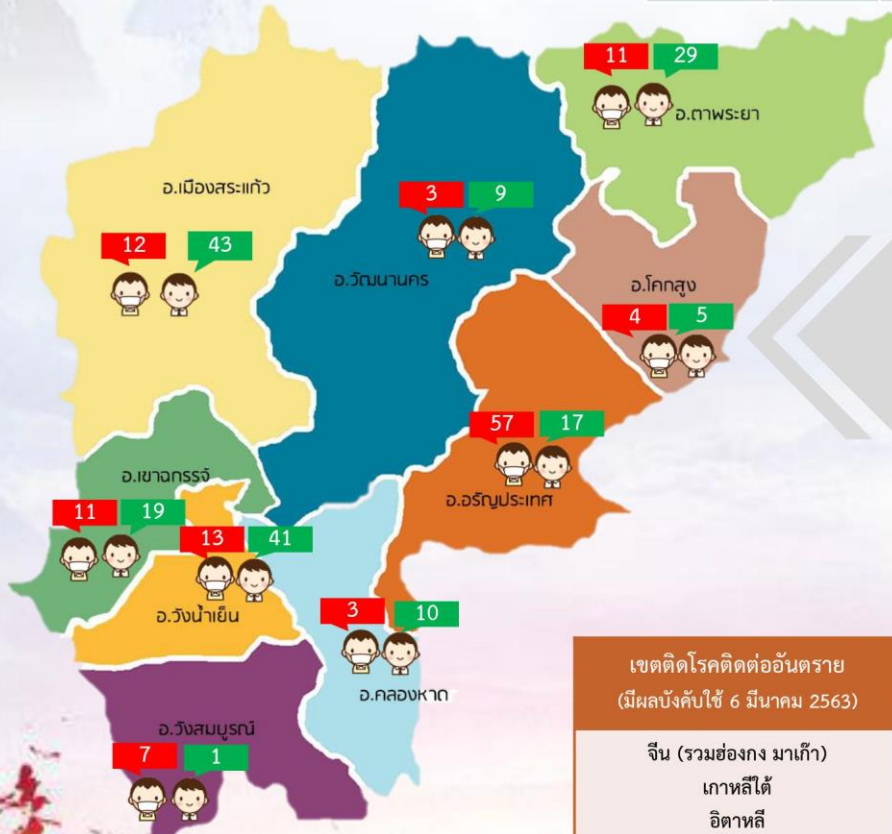 11 29
อ.ตาพระยา
อ.เมืองสระแก้ว
3 9
12 43
อ.วัฒนานคร
อ.โคกสูง
4 5
57 17
อ.เขาฉกรรจ์
อ.อรัญประเทศ
11 19
13 41
อ.วังน้ำเย็น
3 10
อ.คลองหาด
อ.วังสมบูรณ์
7 1
เขตติดโรคติดต่ออันตราย
(มีผลบังคับใช้ 6 มีนาคม 2563)
จีน (รวมฮ่องกง มาเก๊า)
เกาหลีใต้
อิตาหลี